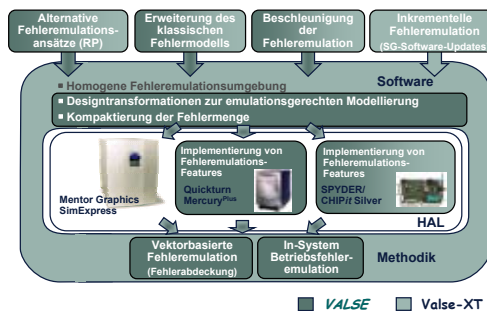 Alternative
Fehleremulations-
ansätze (RP)
Erweiterung des
klassischen
Fehlermodells
Beschleunigung
der
Fehleremulation
Inkrementelle
Fehleremulation
(SG-Software-Updates)
Software
Homogene Fehleremulationsumgebung
Designtransformationen zur emulationsgerechten Modellierung
Kompaktierung der Fehlermenge
Mentor Graphics
SimExpress
Implementierung von
Fehleremulations-
Features
Quickturn
MercuryPlus
Implementierung von
Fehleremulations-
Features
SPYDER/
CHIPit Silver
HAL
Vektorbasierte
Fehleremulation
(Fehlerabdeckung)
In-System
Betriebsfehler-
emulation
Methodik
VALSE
Valse-XT